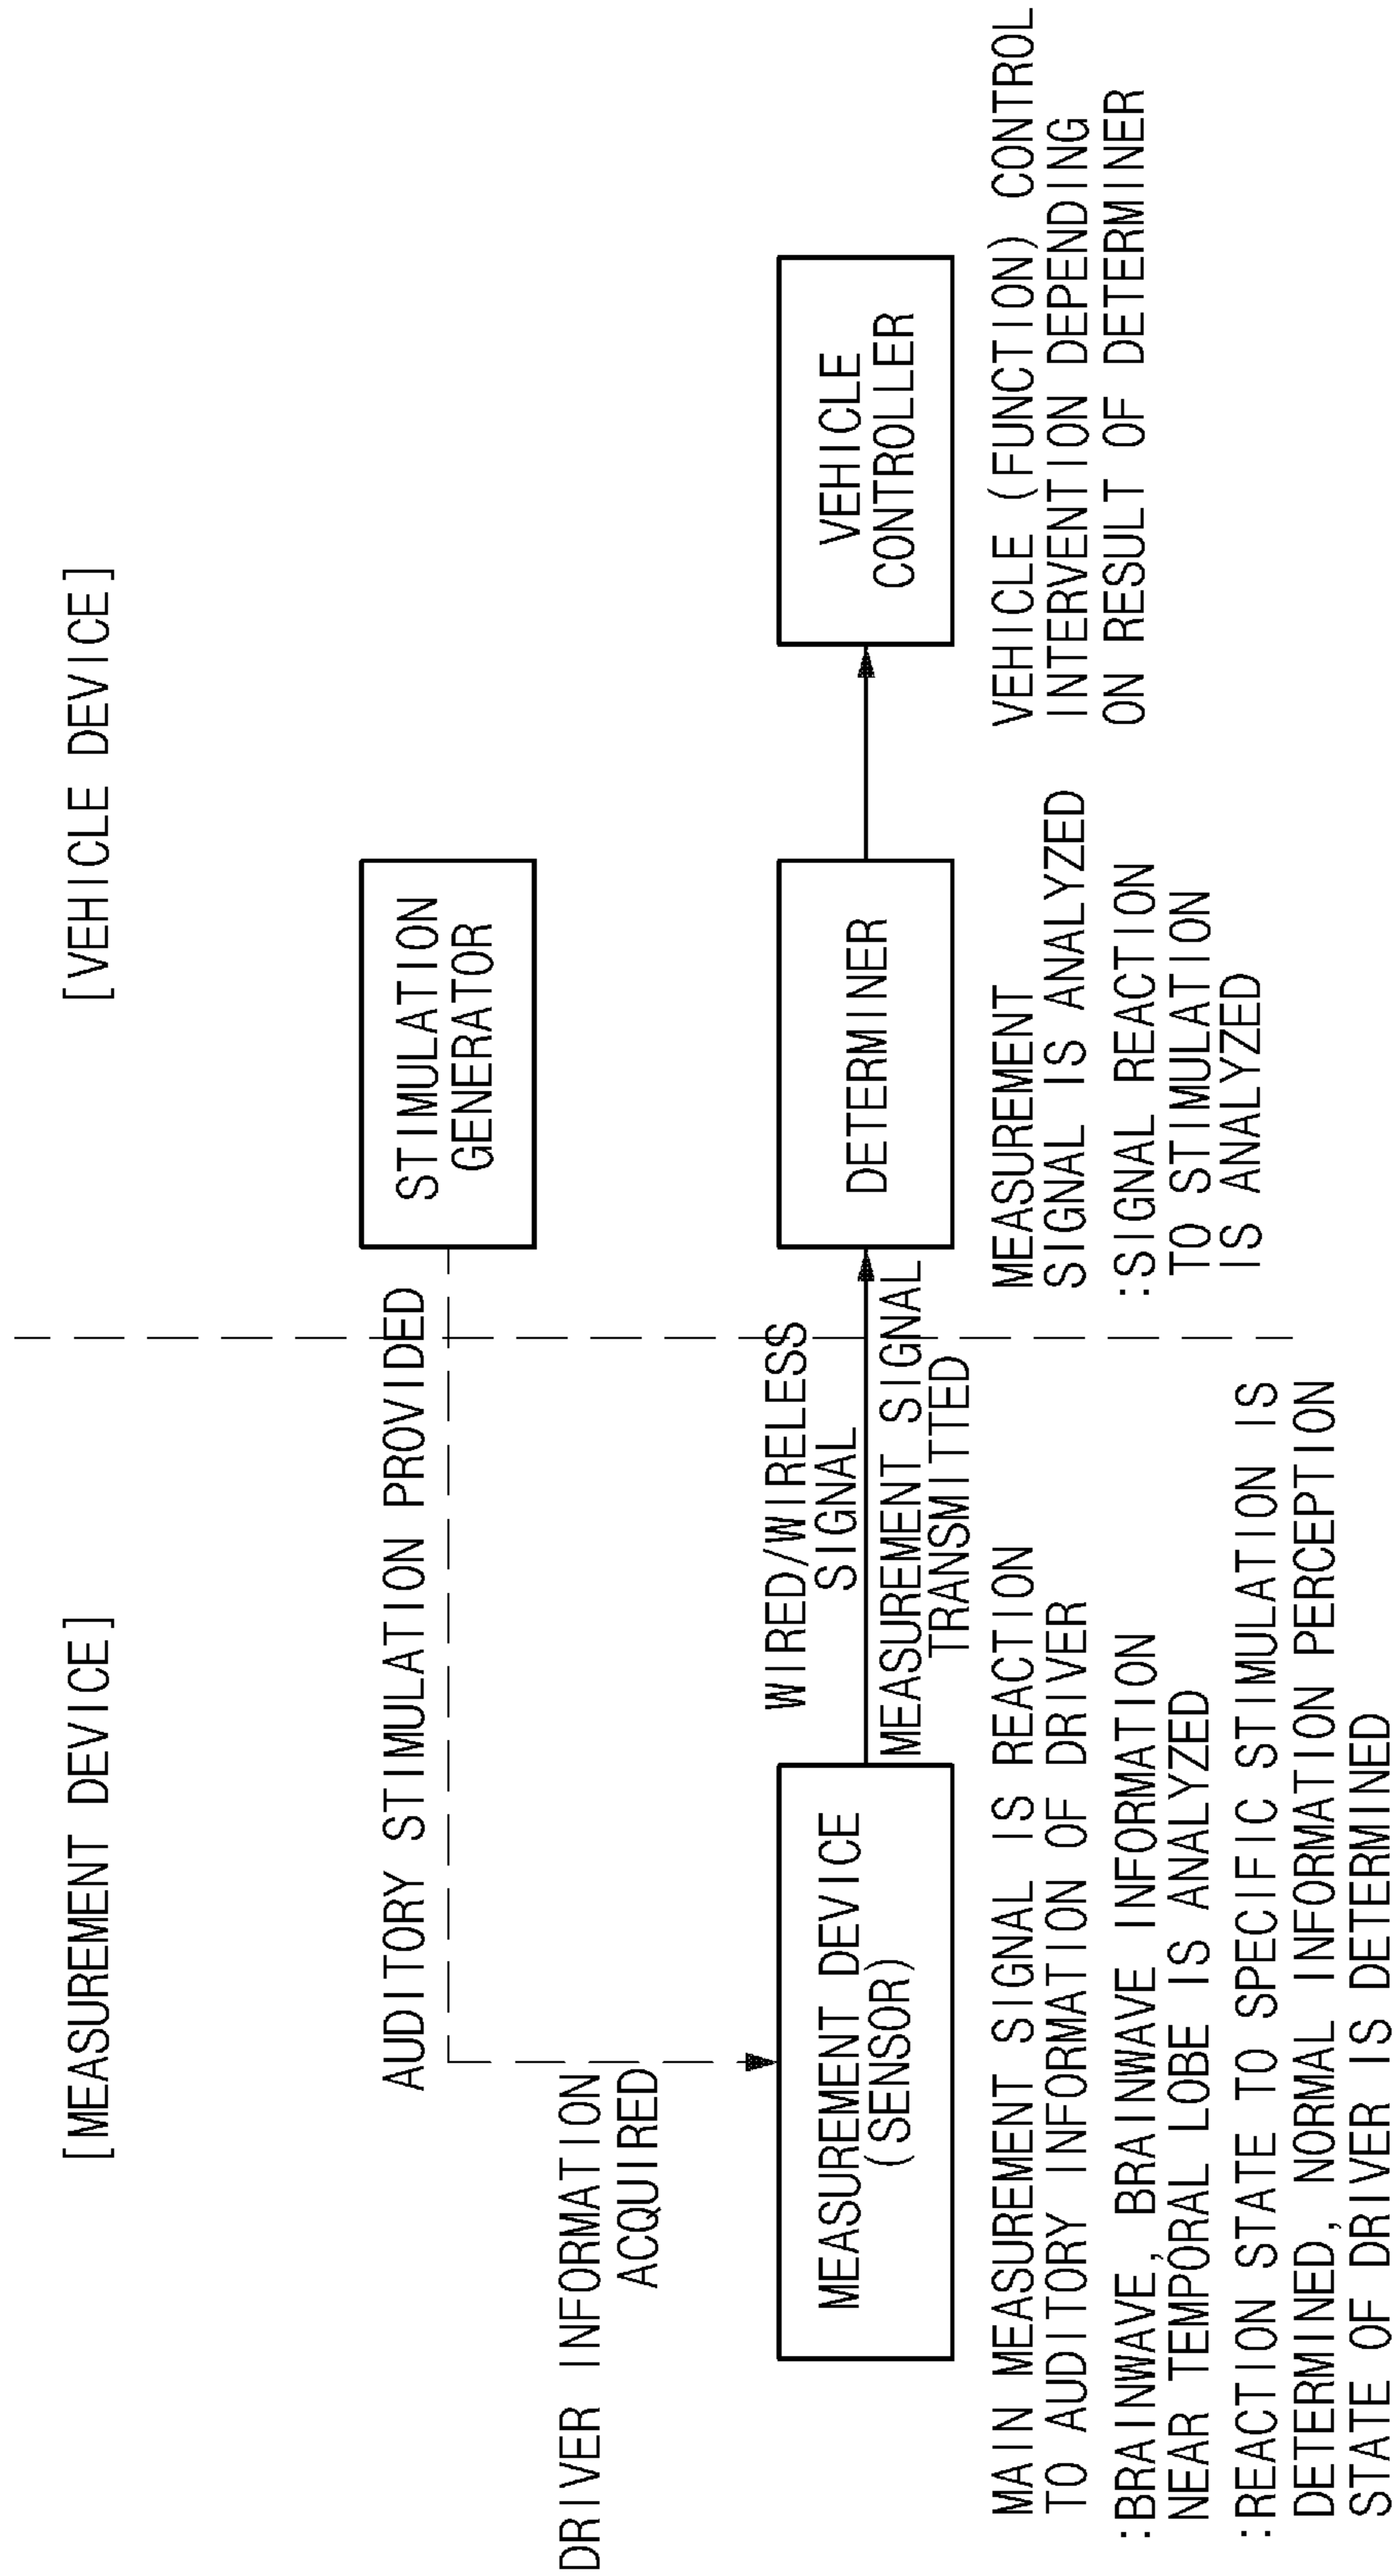 [MEASUREMENT DEVICE]
[VEHICLE DEVICE]
AUDITORY STIMULATION PROVIDED
STIMULATION
GENERATOR
DRIVER INFORMATION
ACQUIRED
WIRED/WIRELESS
SIGNAL
MEASUREMENT SIGNAL
TRANSMITTED
MEASUREMENT DEVICE
(SENSOR)
DETERMINER
VEHICLE
CONTROLLER
MAIN MEASUREMENT SIGNAL IS REACTION
TO AUDITORY INFORMATION OF DRIVER
:BRAINWAVE, BRAINWAVE INFORMATION
NEAR TEMPORAL LOBE IS ANALYZED
:REACTION STATE TO SPECIFIC STIMULATION IS
DETERMINED, NORMAL INFORMATION PERCEPTION
STATE OF DRIVER IS DETERMINED
MEASUREMENT
SIGNAL IS ANALYZED
:SIGNAL REACTION
TO STIMULATION
IS ANALYZED
VEHICLE (FUNCTION) CONTROL
INTERVENTION DEPENDING
ON RESULT OF DETERMINER